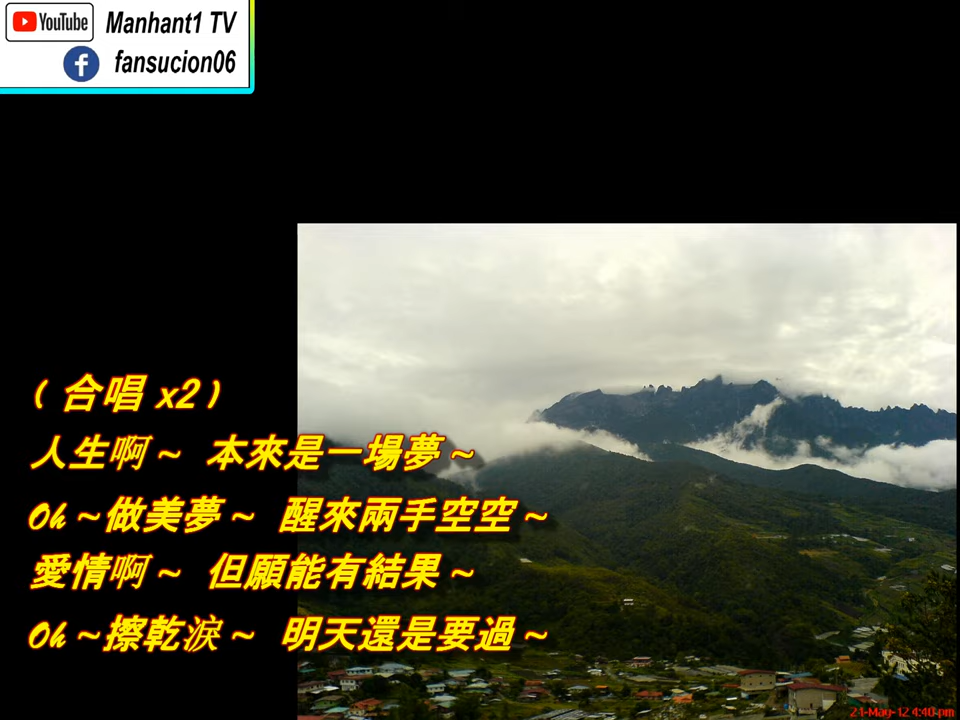 YouTube Manhant1 TV
fansucion06
( 合唱 x2 )
人生啊 ~ 本來是一場夢 ~
Oh ~做美夢 ~ 醒來兩手空空 ~
愛情啊 ~ 但願能有結果 ~
Oh ~擦乾淚 ~ 明天還是要過 ~
21-May-12 4:40 pm